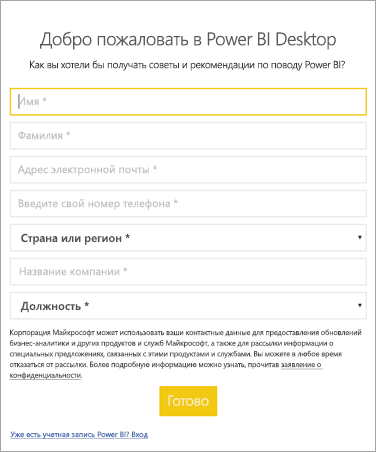 Добро пожаловать в Power BI Desktop
Как вы хотели бы получать советы и рекомендации по поводу Power BI?
Имя *
Фамилия *
Адрес электронной почты *
Введите свой номер телефона *
Страна или регион *
Название компании *
Должность *
Корпорация Майкрософт может использовать ваши контактные данные для предоставления обновлений
бизнес-аналитики и других продуктов и служб Майкрософт, а также для рассылки информации о
специальных предложениях, связанных с этими продуктами и службами. Вы можете в любое время
отказаться от рассылки. Более подробную информацию можно узнать, прочитав заявление о
конфиденциальности.
Готово
Уже есть учетная запись Power BI? Вход